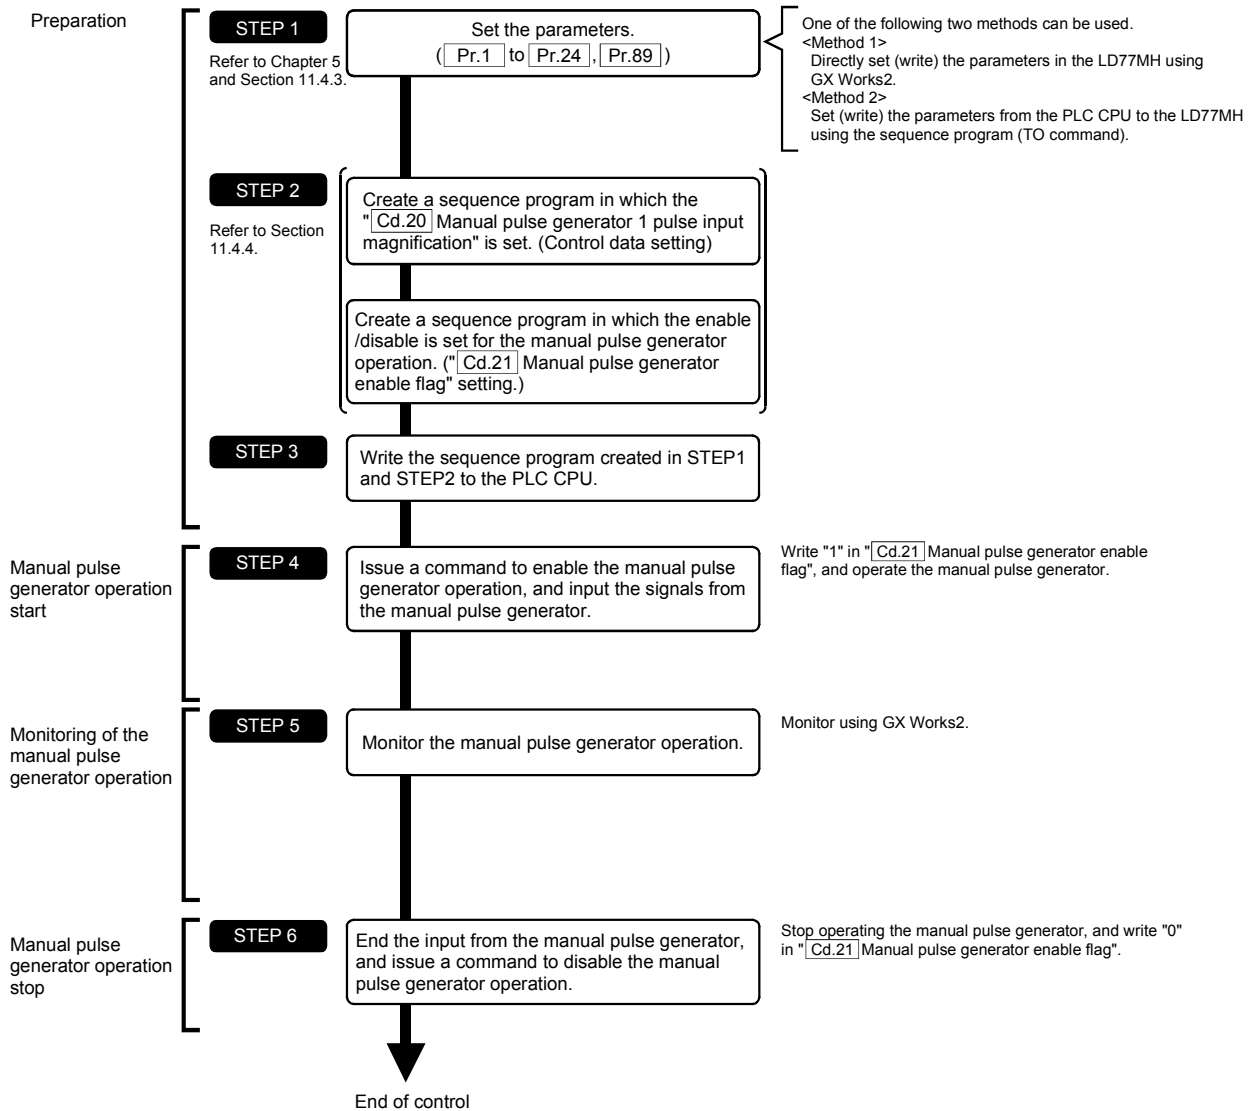 Preparation
STEP 1
Refer to Chapter 5
and Section 11.4.3.
Set the parameters.
( Pr.1 to Pr.24 , Pr.89 )
One of the following two methods can be used.
<Method 1>
Directly set (write) the parameters in the LD77MH using
GX Works2.
<Method 2>
Set (write) the parameters from the PLC CPU to the LD77MH
using the sequence program (TO command).
STEP 2
Refer to Section
11.4.4.
Create a sequence program in which the
" Cd.20 Manual pulse generator 1 pulse input
magnification" is set. (Control data setting)
Create a sequence program in which the enable
/disable is set for the manual pulse generator
operation. (" Cd.21 Manual pulse generator
enable flag" setting.)
STEP 3
Write the sequence program created in STEP1
and STEP2 to the PLC CPU.
Manual pulse
generator operation
start
STEP 4
Issue a command to enable the manual pulse
generator operation, and input the signals from
the manual pulse generator.
Write "1" in " Cd.21 Manual pulse generator enable
flag", and operate the manual pulse generator.
Monitoring of the
manual pulse
generator operation
STEP 5
Monitor the manual pulse generator operation.
Monitor using GX Works2.
Manual pulse
generator operation
stop
STEP 6
End the input from the manual pulse generator,
and issue a command to disable the manual
pulse generator operation.
Stop operating the manual pulse generator, and write "0"
in " Cd.21 Manual pulse generator enable flag".
End of control